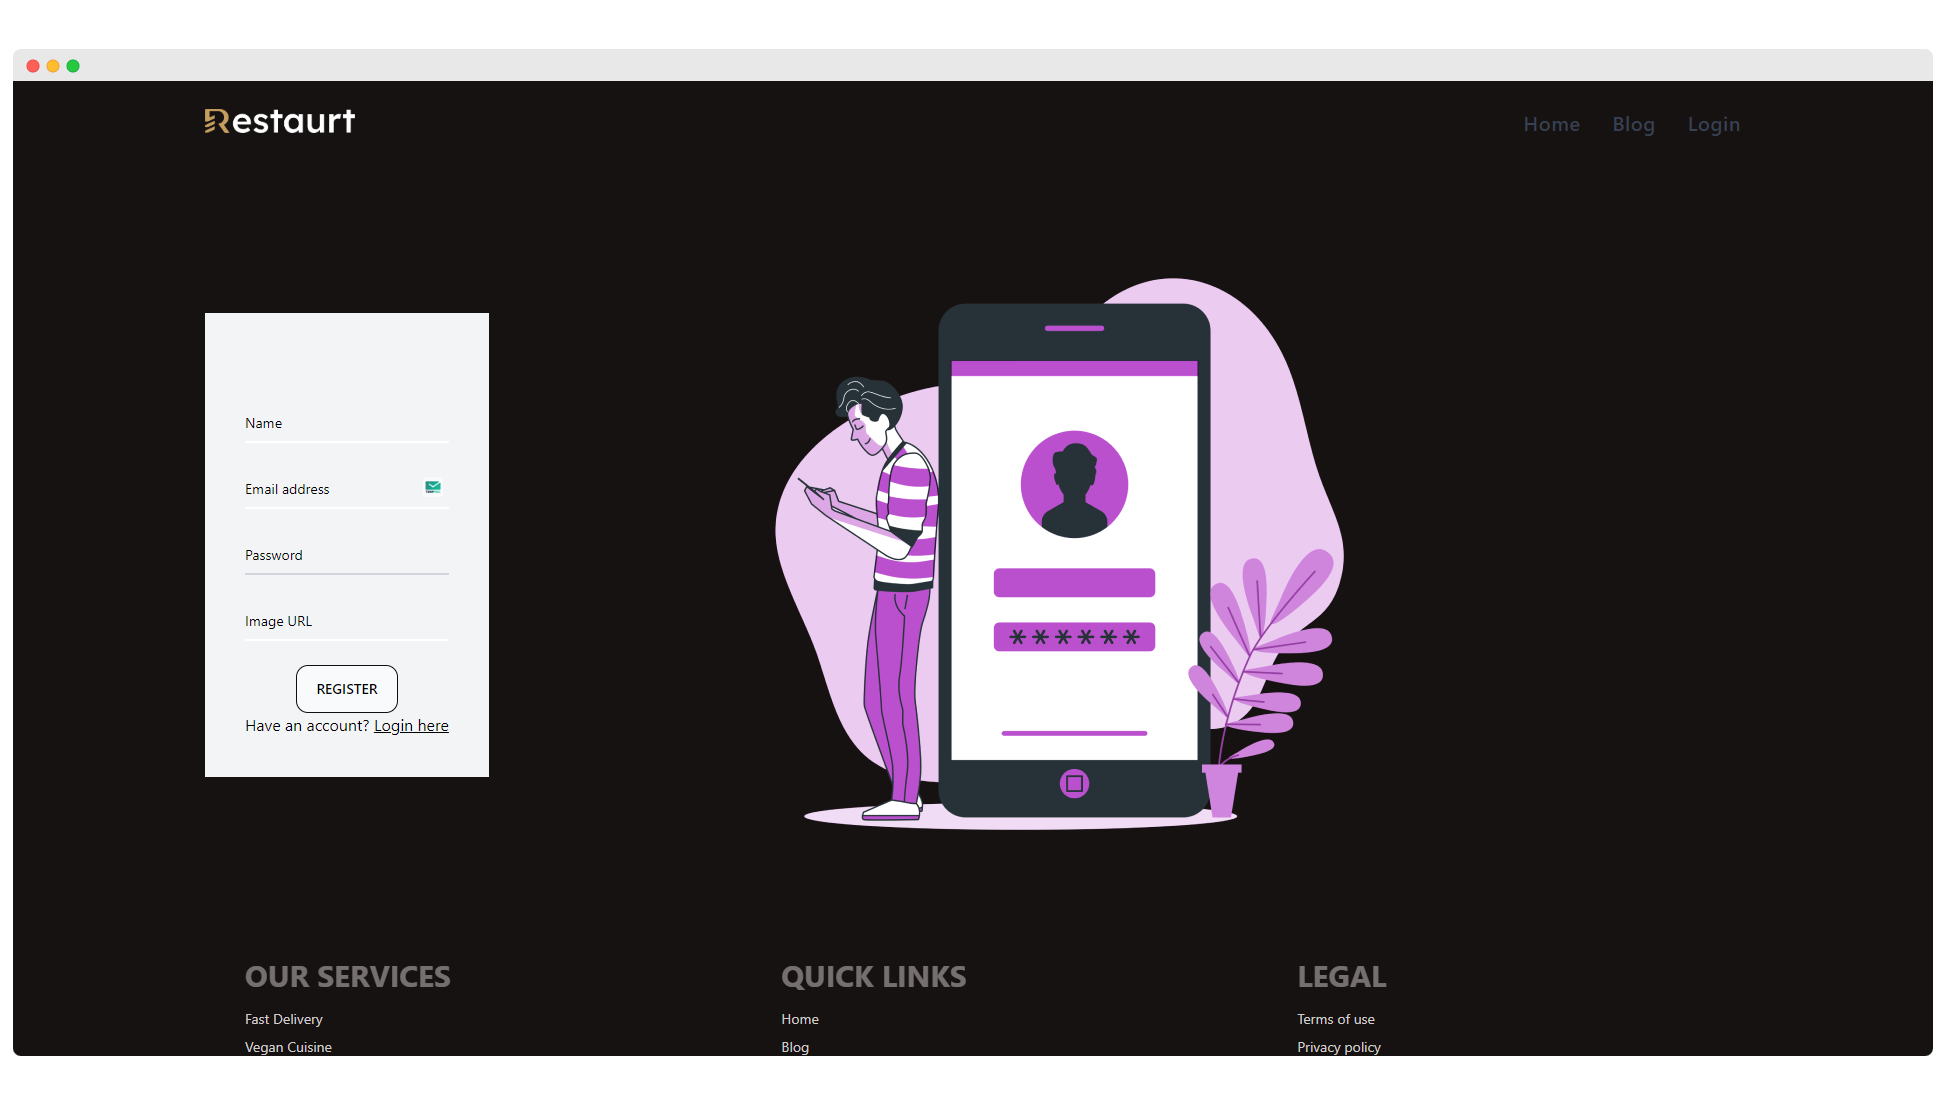 Restaurt
Home Blog Login
Name
Email address
Password
Image URL
REGISTER
Have an account? Login here
******
OUR SERVICES
Fast Delivery
Vegan Cuisine
QUICK LINKS
Home
Blog
LEGAL
Terms of use
Privacy policy